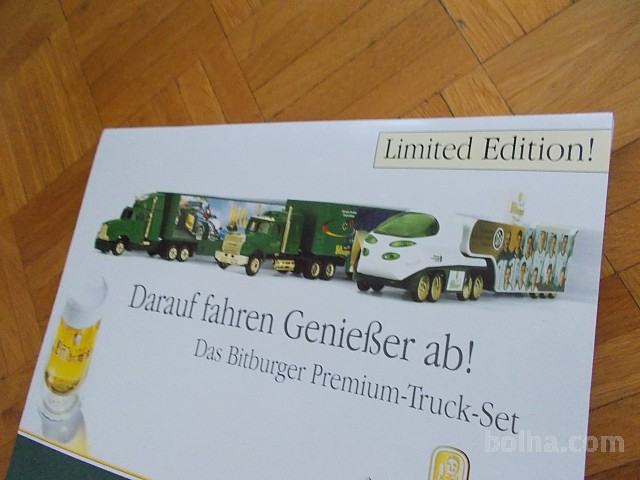 Limited Edition!
Darauf fahren Genießer ab!
Das Bitburger Premium-Truck-Set
bolha.com